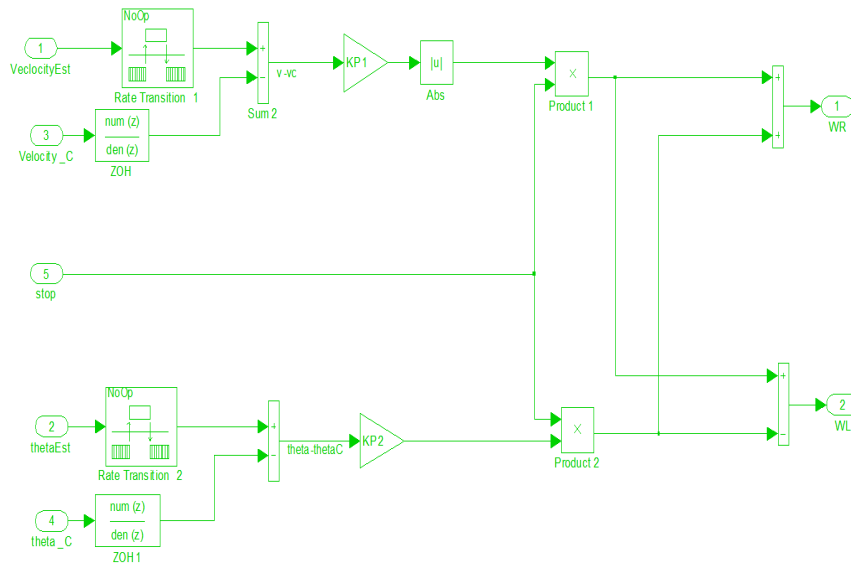 NoOp
1
VeclocityEst
Rate Transition 1
+
−
Sum 2
v -vc
KP1
|u|
Abs
X
Product 1
+
+
1
WR
3
Velocity _C
num (z)
den (z)
ZOH
5
stop
NoOp
2
thetaEst
Rate Transition 2
+
−
theta-thetaC
KP2
X
Product 2
+
−
2
WL
4
theta _C
num (z)
den (z)
ZOH 1